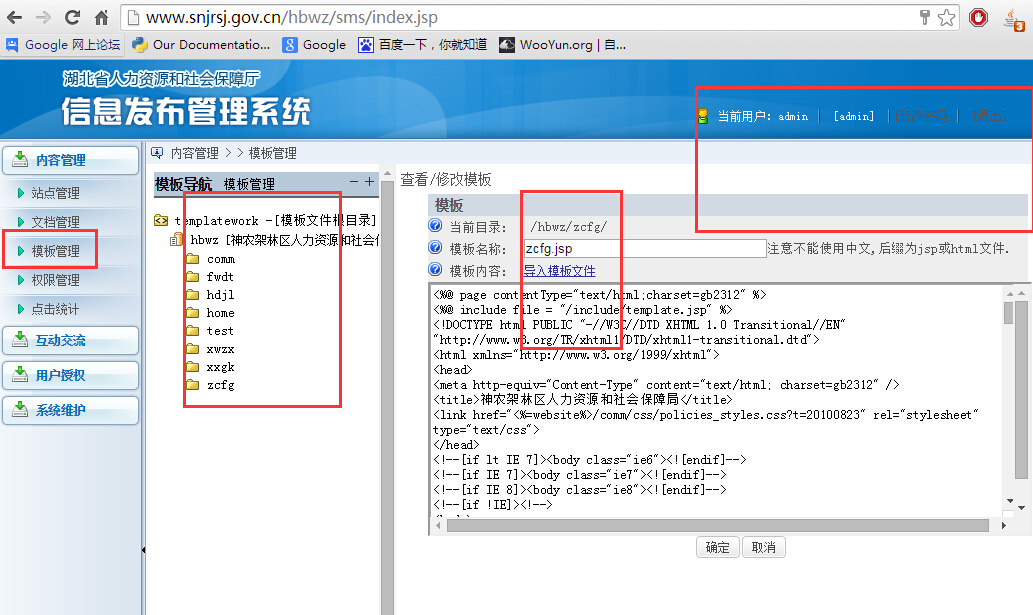 www.snjrsj.gov.cn/hbwz/sms/index.jsp
Google 网上论坛 Our Documentatio... Google 百度一下，你就知道 WooYun.org | 自...
湖北省人力资源和社会保障厅
信息发布管理系统
当前用户: admin [admin]
内容管理
站点管理
文档管理
模板管理
权限管理
点击统计
互动交流
用户授权
系统维护
内容管理 >> 模板管理
模板导航 模板管理 - +
templatework -[模板文件根目录]
hbwz [神农架林区人力资源和社会
comm
fwdt
hdjl
home
test
xwzx
xxgk
zcfg
查看/修改模板
模板
当前目录: /hbwz/zcfg/
模板名称: zcfg.jsp 注意不能使用中文,后缀为jsp或html文件.
模板内容: 导入模板文件
<%@ page contentType="text/html;charset=gb2312" %>
<%@ include file = "/include/template.jsp" %>
<!DOCTYPE html PUBLIC "-//W3C//DTD XHTML 1.0 Transitional//EN"
"http://www.w3.org/TR/xhtml1/DTD/xhtml1-transitional.dtd">
<html xmlns="http://www.w3.org/1999/xhtml">
<head>
<meta http-equiv="Content-Type" content="text/html; charset=gb2312" />
<title>神农架林区人力资源和社会保障局</title>
<link href="<%=website%>/comm/css/policies_styles.css?t=20100823" rel="stylesheet"
type="text/css">
</head>
<!--[if lt IE 7]><body class="ie6"><![endif]-->
<!--[if IE 7]><body class="ie7"><![endif]-->
<!--[if IE 8]><body class="ie8"><![endif]-->
<!--[if !IE]><!-->
确定 取消